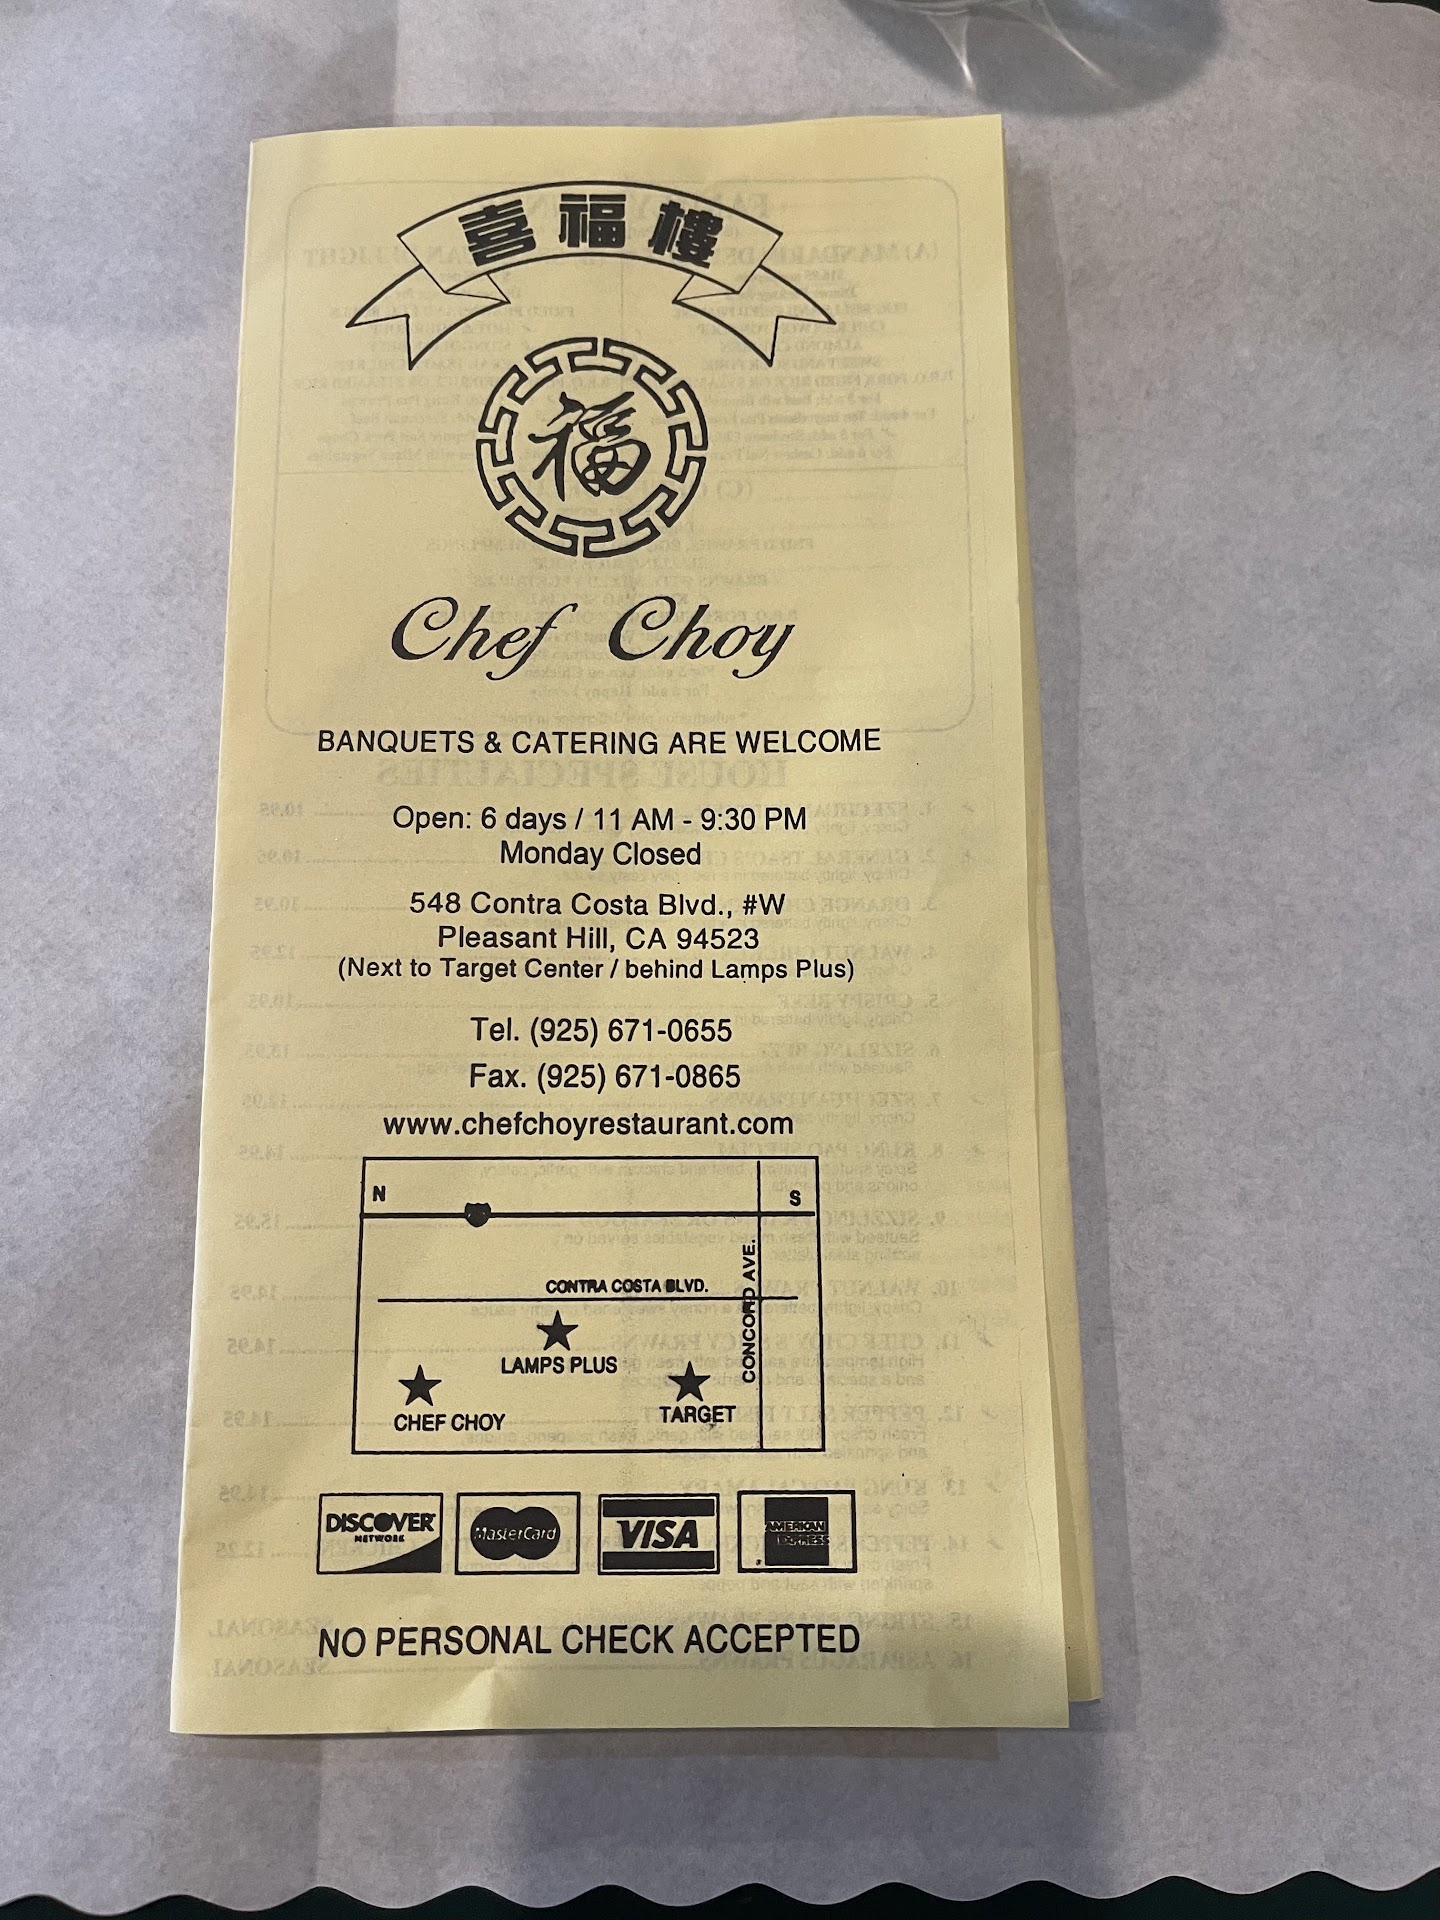 喜福樓
福
Chef Choy
BANQUETS & CATERING ARE WELCOME
Open: 6 days / 11 AM - 9:30 PM
Monday Closed
548 Contra Costa Blvd., #W
Pleasant Hill, CA 94523
(Next to Target Center / behind Lamps Plus)
Tel. (925) 671-0655
Fax. (925) 671-0865
www.chefchoyrestaurant.com
N
S
CONCORD AVE.
CONTRA COSTA BLVD.
LAMPS PLUS
CHEF CHOY
TARGET
DISCOVER
NETWORK
MasterCard
VISA
AMERICAN
EXPRESS
NO PERSONAL CHECK ACCEPTED